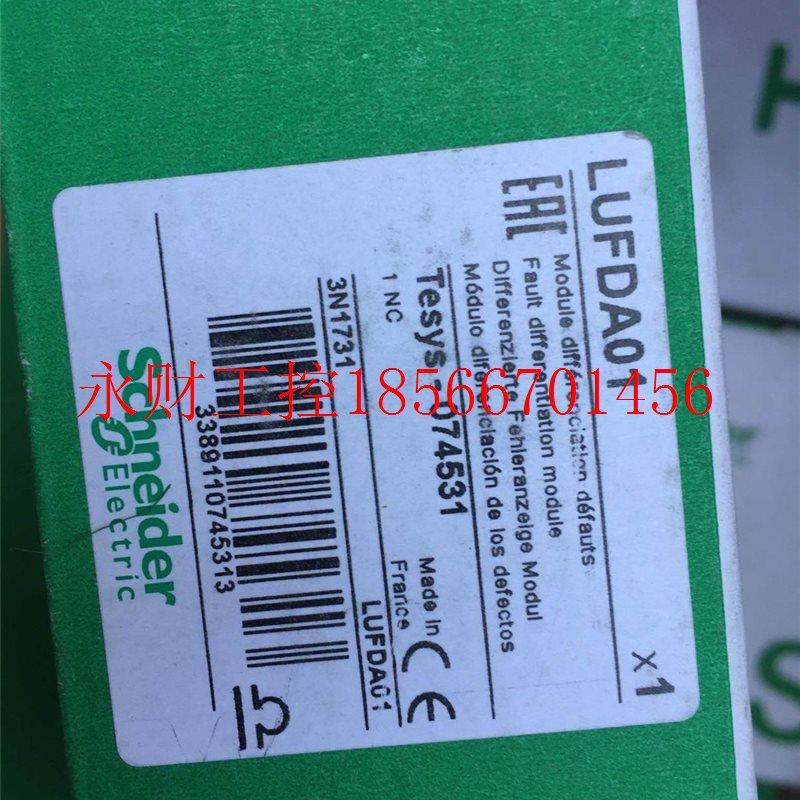 LUFDA01
Module différenciation défauts
Fault differentiation module
Differenzierte Fehleranzeige Modul
Módulo diferenciación de los defectos
Tesys - 074531
1 NC
Made in
France
3N1731
LUFDA01
3389110745313
x1
Schneider
Electric
永财工控18566701456